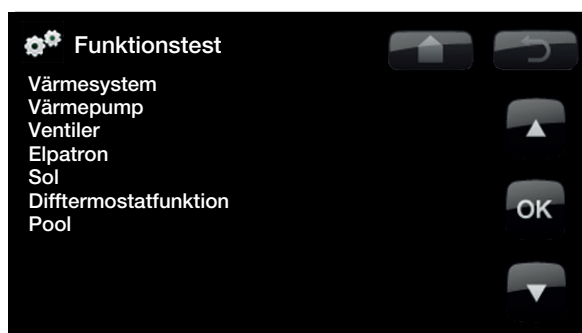 Funktionstest
Värmesystem
Värmepump
Ventiler
Elpatron
Sol
Difftermostatfunktion
Pool
OK